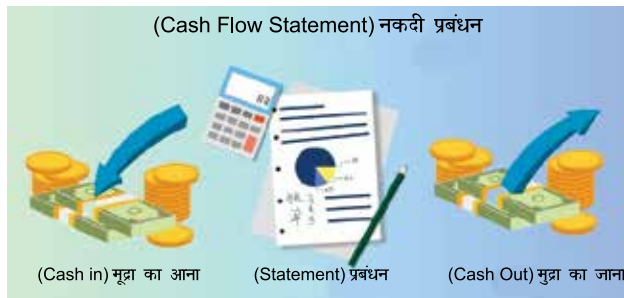 (Cash Flow Statement) नकदी प्रबंधन
(Cash in) मूद्रा का आना
(Statement) प्रबंधन
(Cash Out) मुद्रा का जाना